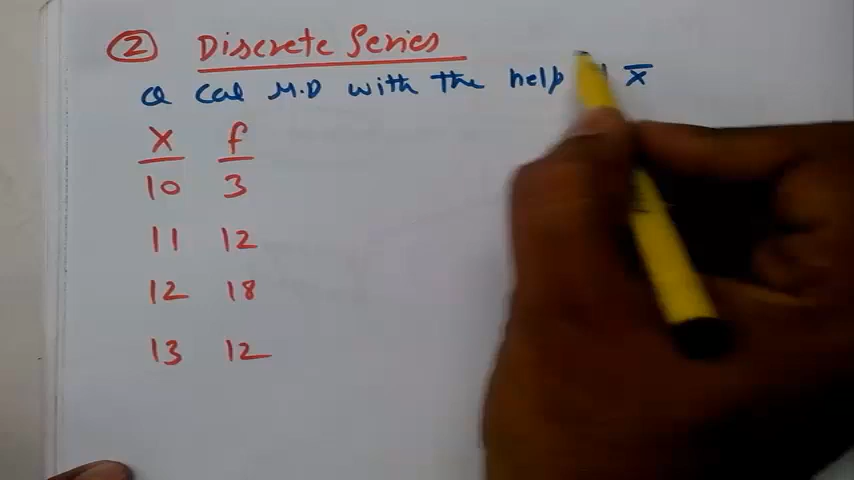 ② Discrete Series
Q Cal M.D with the help x̄
X f
10 3
11 12
12 18
13 12